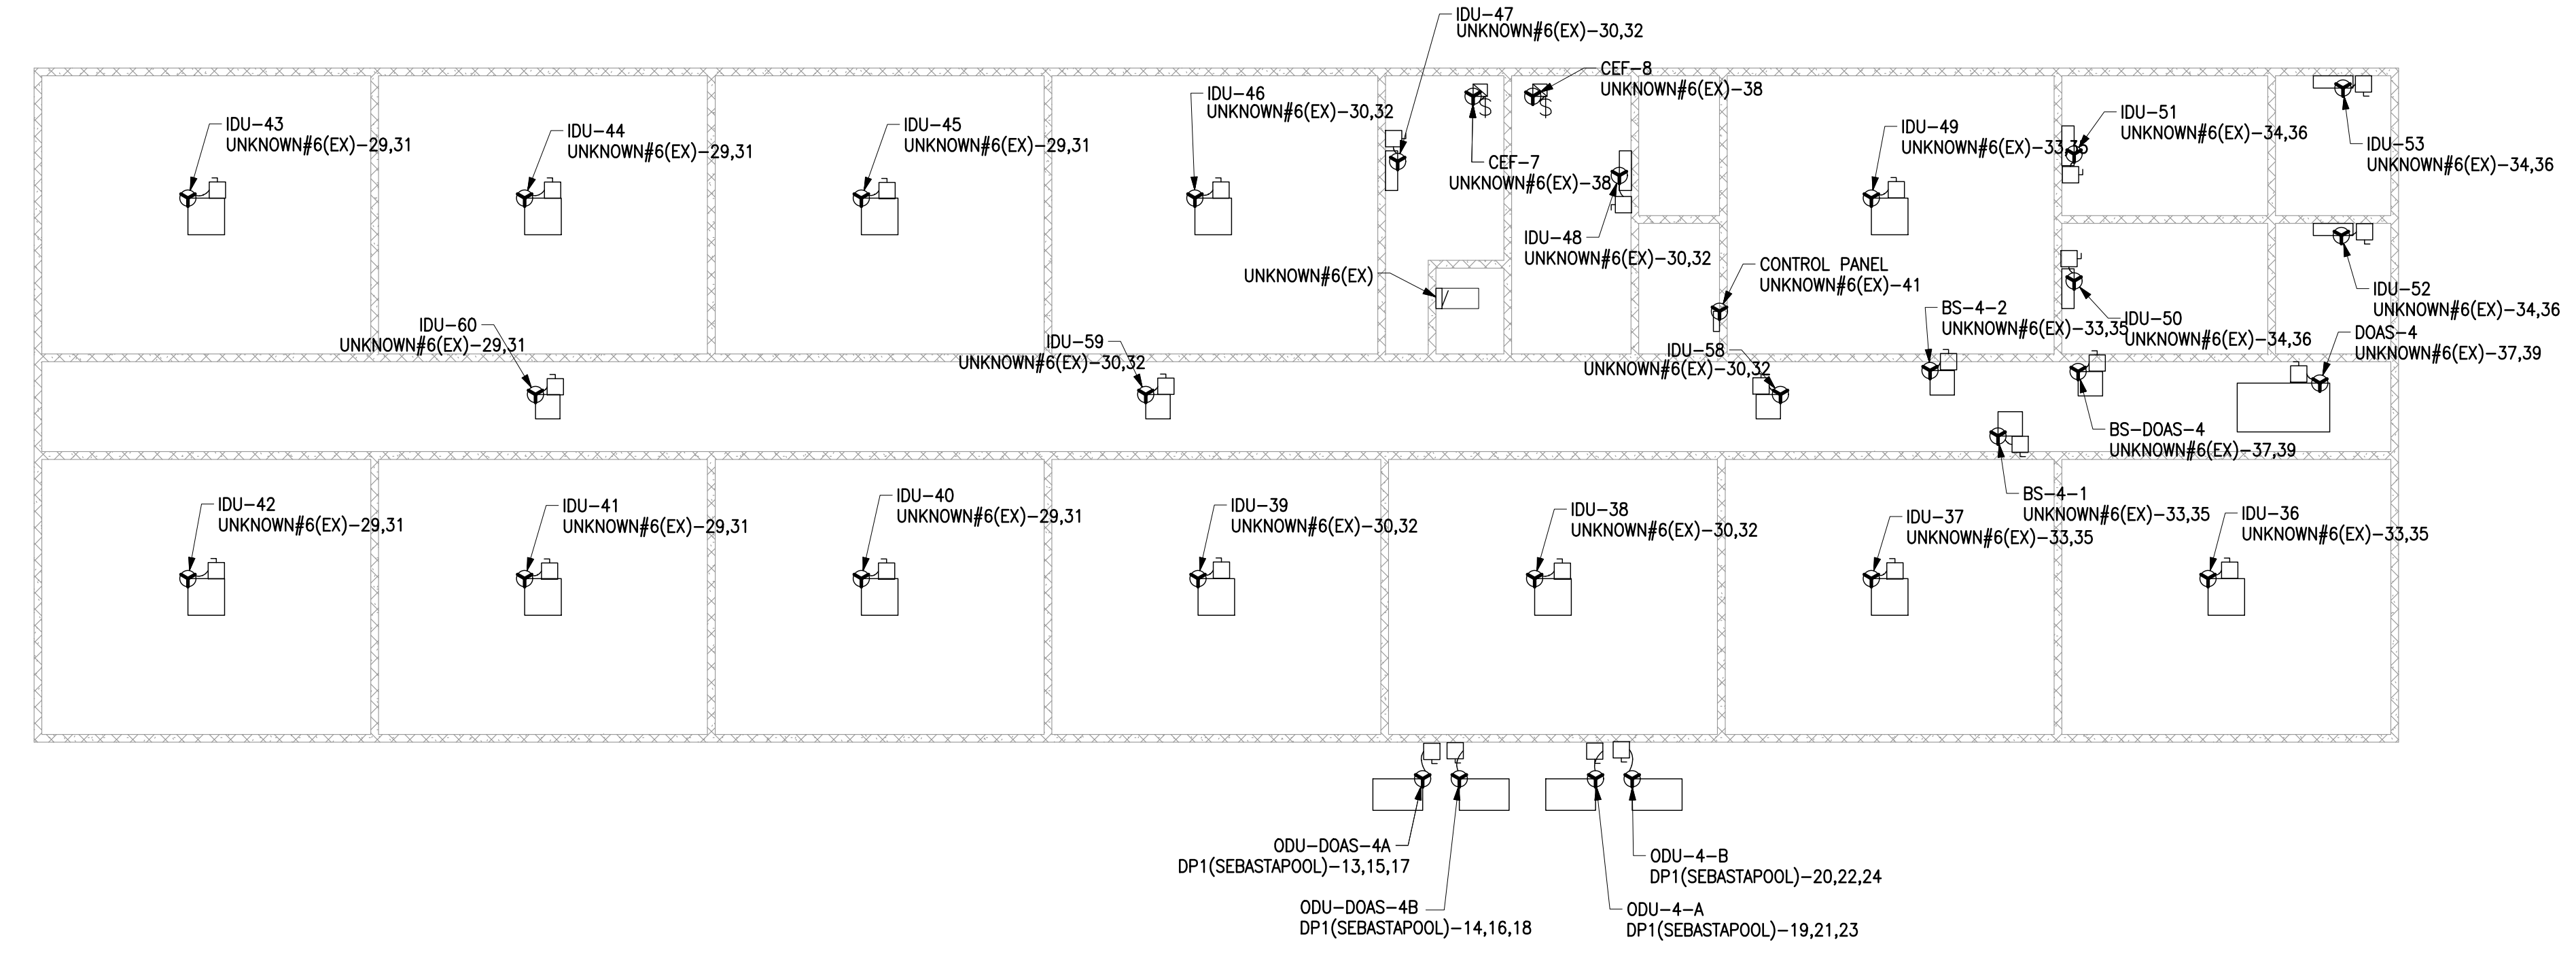 IDU-47
UNKNOWN#6(EX)-30,32
CEF-8
UNKNOWN#6(EX)-38
IDU-46
UNKNOWN#6(EX)-30,32
IDU-43
UNKNOWN#6(EX)-29,31
IDU-44
UNKNOWN#6(EX)-29,31
IDU-45
UNKNOWN#6(EX)-29,31
CEF-7
UNKNOWN#6(EX)-38
$
$
IDU-49
UNKNOWN#6(EX)-33,35
IDU-51
UNKNOWN#6(EX)-34,36
IDU-53
UNKNOWN#6(EX)-34,36
IDU-48
UNKNOWN#6(EX)-30,32
UNKNOWN#6(EX)
CONTROL PANEL
UNKNOWN#6(EX)-41
IDU-52
UNKNOWN#6(EX)-34,36
BS-4-2
UNKNOWN#6(EX)-33,35
IDU-50
UNKNOWN#6(EX)-34,36
DOAS-4
UNKNOWN#6(EX)-37,39
IDU-60
UNKNOWN#6(EX)-29,31
IDU-59
UNKNOWN#6(EX)-30,32
IDU-58
UNKNOWN#6(EX)-30,32
BS-DOAS-4
UNKNOWN#6(EX)-37,39
IDU-42
UNKNOWN#6(EX)-29,31
IDU-41
UNKNOWN#6(EX)-29,31
IDU-40
UNKNOWN#6(EX)-29,31
IDU-39
UNKNOWN#6(EX)-30,32
IDU-38
UNKNOWN#6(EX)-30,32
IDU-37
UNKNOWN#6(EX)-33,35
BS-4-1
UNKNOWN#6(EX)-33,35
IDU-36
UNKNOWN#6(EX)-33,35
ODU-DOAS-4A
DP1(SEBASTAPOOL)-13,15,17
ODU-4-B
DP1(SEBASTAPOOL)-20,22,24
ODU-DOAS-4B
DP1(SEBASTAPOOL)-14,16,18
ODU-4-A
DP1(SEBASTAPOOL)-19,21,23